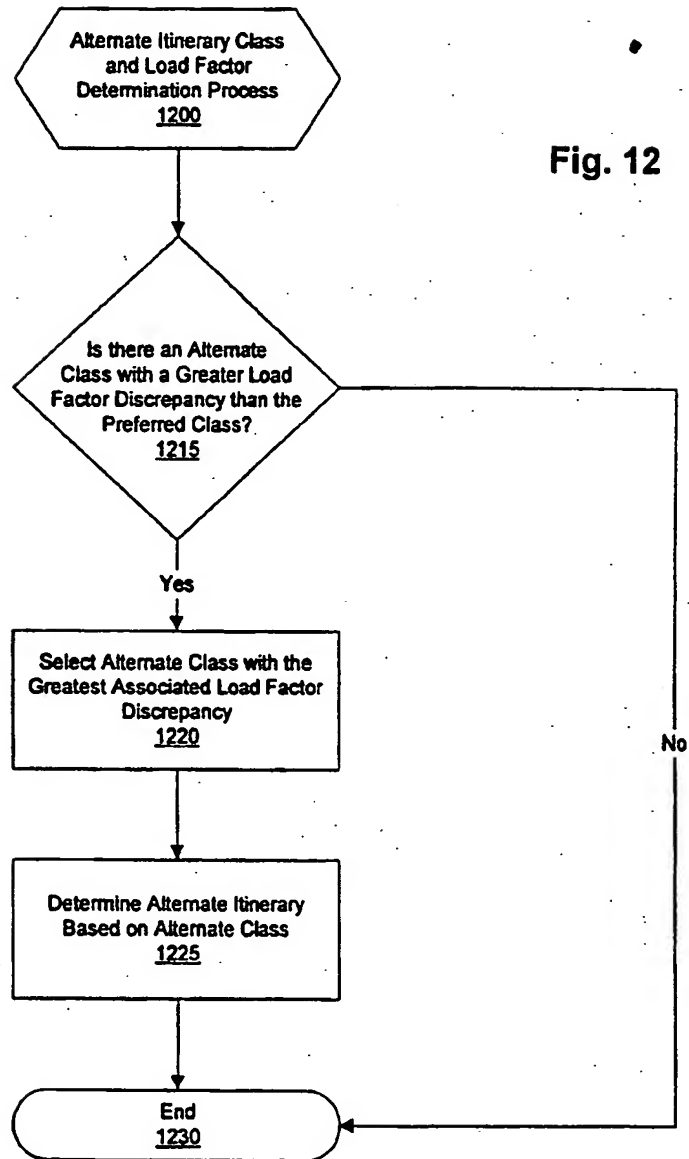 Alternate Itinerary Class
and Load Factor
Determination Process
1200
Fig. 12
Is there an Alternate
Class with a Greater Load
Factor Discrepancy than the
Preferred Class?
1215
Yes
Select Alternate Class with the
Greatest Associated Load Factor
Discrepancy
1220
No
Determine Alternate Itinerary
Based on Alternate Class
1225
End
1230